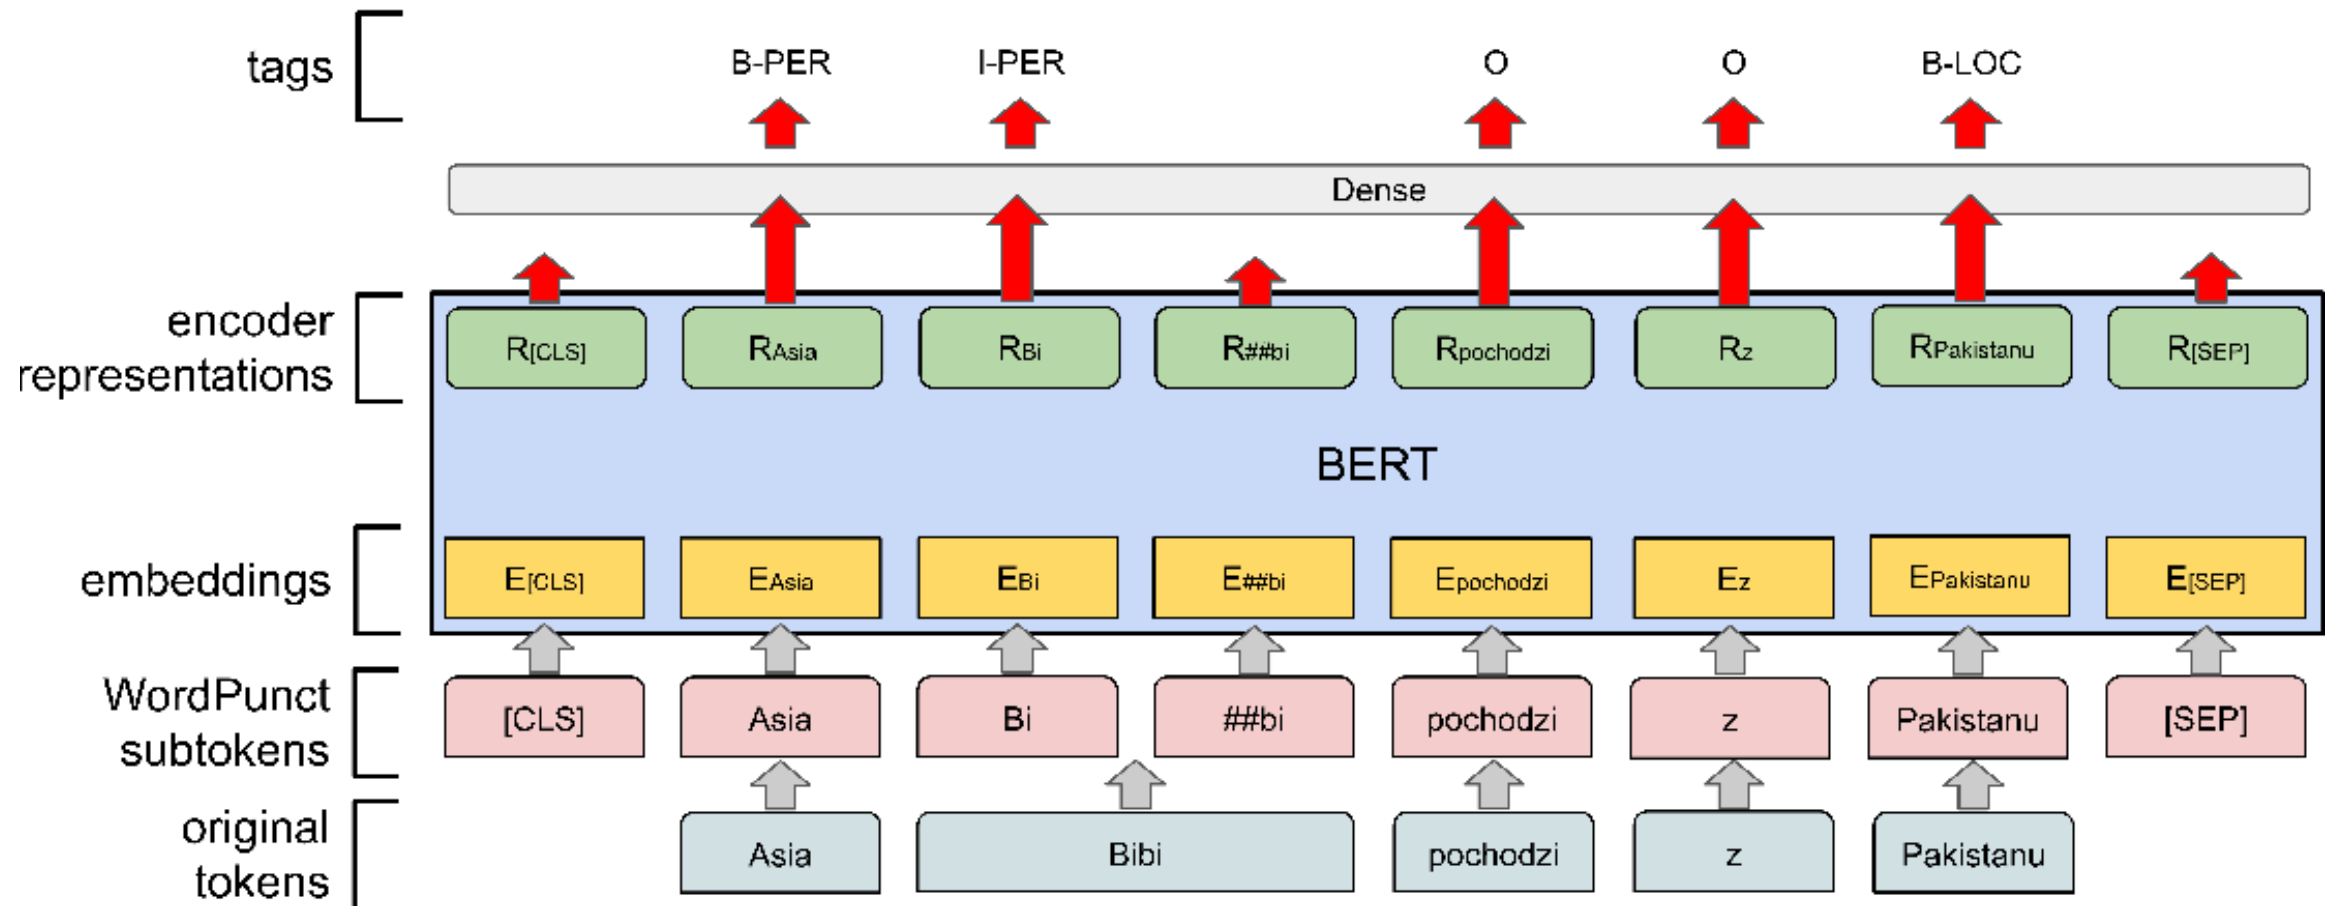 tags
B-PER I-PER O O B-LOC
Dense
encoder
representations
R[CLS] RAsia RBi R##bi Rpochodzi Rz RPakistanu R[SEP]
BERT
embeddings
E[CLS] EAsia EBi E##bi Epochodzi Ez EPakistanu E[SEP]
WordPunct
subtokens
[CLS] Asia Bi ##bi pochodzi z Pakistanu [SEP]
original
tokens
Asia Bibi pochodzi z Pakistanu